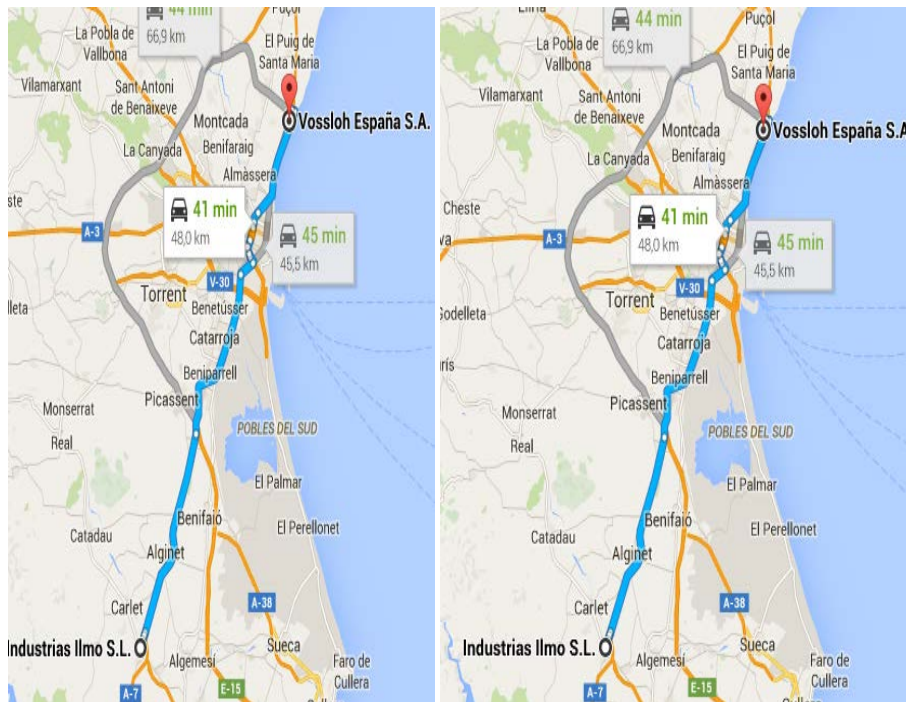 44 min
66,9 km
Puçol
La Pobla de
Vallbona
El Puig de
Santa Maria
Vilamarxant
Sant Antoni
de Benaixeve
Vossloh España S.A.
Montcada
Benifaraig
La Canyada
Almàssera
41 min
48,0 km
A-3
45 min
45,5 km
V-30
Torrent
Benetússer
Catarroja
Beniparrell
Picassent
Monserrat
POBLES DEL SUD
Real
El Palmar
Benifaió
El Perellonet
Catadau
Alginet
A-38
Carlet
Industrias Ilmo S.L.
Sueca
Algemesí
Faro de
Cullera
A-7
E-15
44 min
66,9 km
Puçol
La Pobla de
Vallbona
El Puig de
Santa Maria
Vilamarxant
Sant Antoni
de Benaixeve
Vossloh España S.A
Montcada
Benifaraig
La Canyada
Almàssera
Cheste
41 min
48,0 km
A-3
45 min
45,5 km
V-30
Torrent
Godelleta
Benetússer
Catarroja
Beniparrell
Picassent
Monserrat
POBLES DEL SUD
Real
El Palmar
Benifaió
El Perellonet
Catadau
Alginet
A-38
Carlet
Industrias Ilmo S.L.
Sueca
Algemesí
Faro de
Cullera
A-7
E-15